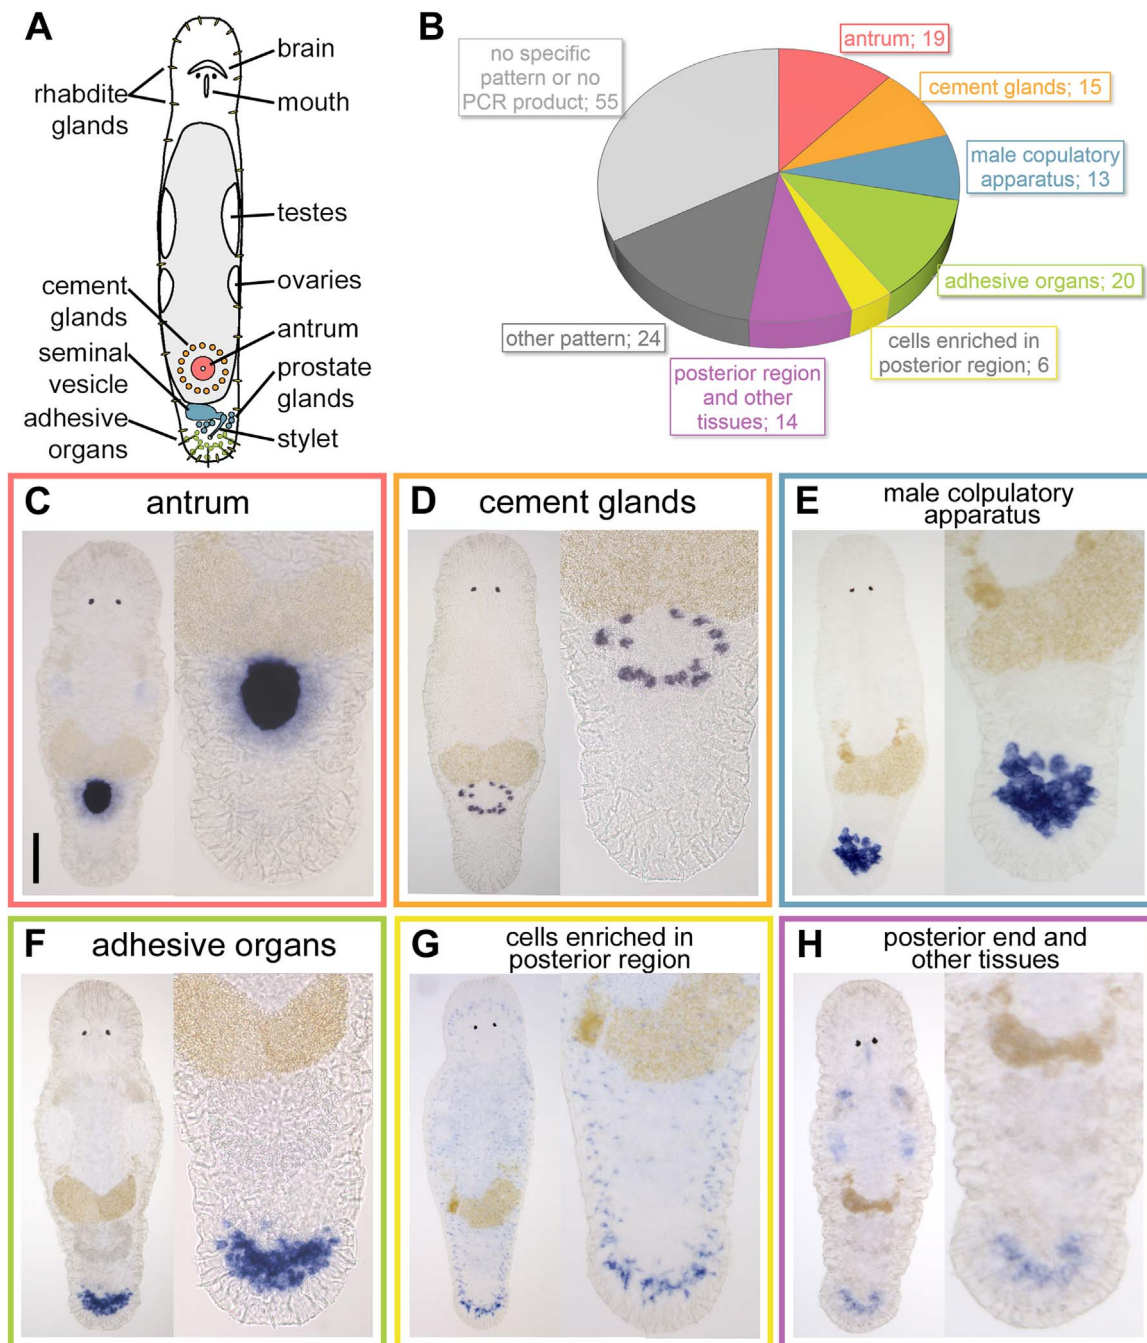 A
brain
mouth
rhabdite
glands
testes
ovaries
cement
glands
antrum
seminal
vesicle
prostate
glands
adhesive
organs
stylet
B
no specific
pattern or no
PCR product; 55
antrum; 19
cement glands; 15
male copulatory
apparatus; 13
adhesive organs; 20
cells enriched in
posterior region; 6
posterior region
and other
tissues; 14
other pattern; 24
C antrum
D cement glands
E male colpulatory
apparatus
F adhesive organs
G cells enriched in
posterior region
H posterior end and
other tissues